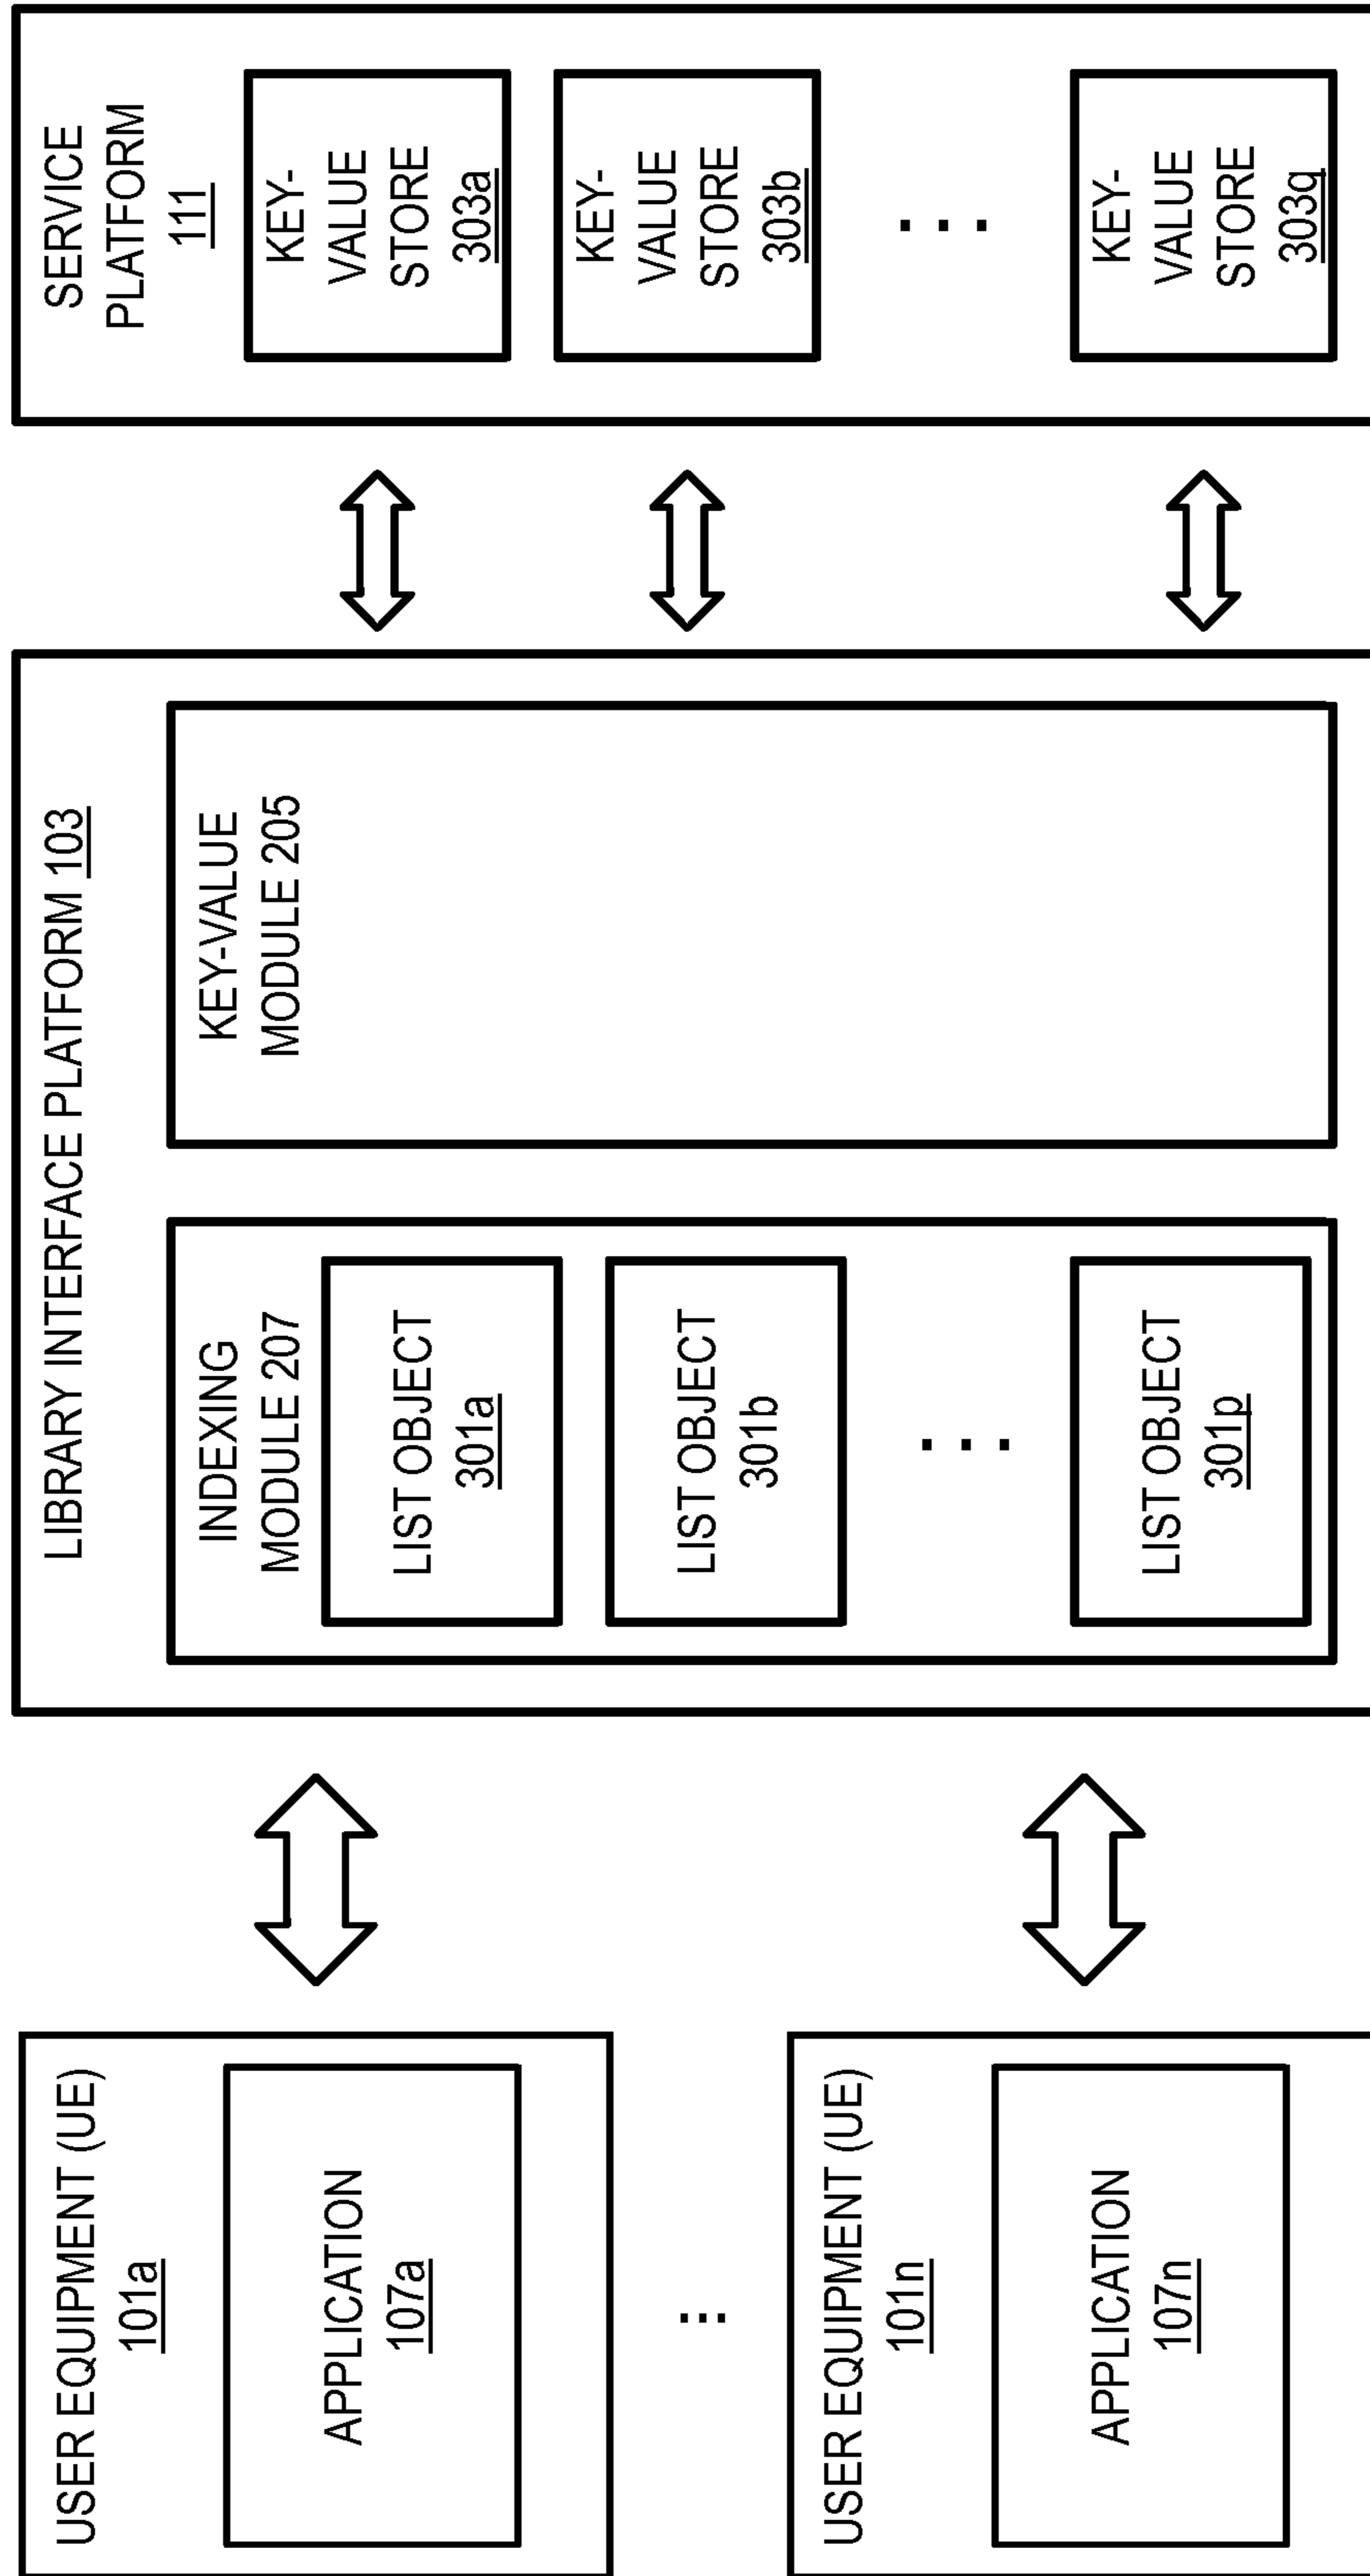 USER EQUIPMENT (UE)
101a
APPLICATION
107a
...
USER EQUIPMENT (UE)
101n
APPLICATION
107n
LIBRARY INTERFACE PLATFORM 103
INDEXING
MODULE 207
LIST OBJECT
301a
LIST OBJECT
301b
...
LIST OBJECT
301p
KEY-VALUE
MODULE 205
SERVICE
PLATFORM
111
KEY-
VALUE
STORE
303a
KEY-
VALUE
STORE
303b
...
KEY-
VALUE
STORE
303q